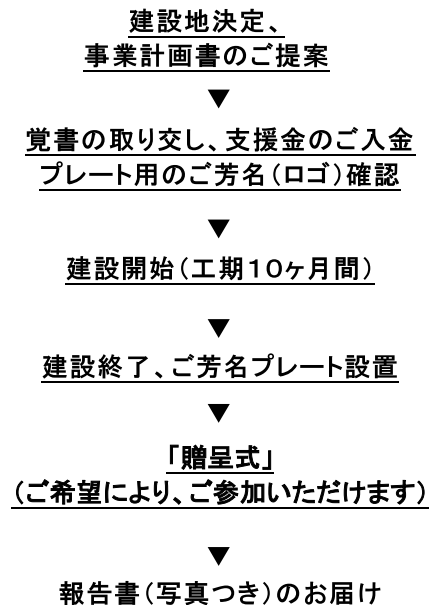 建設地決定、
事業計画書のご提案
▼
覚書の取り交し、支援金のご入金
プレート用のご芳名（ロゴ）確認
▼
建設開始（工期１０ヶ月間）
▼
建設終了、ご芳名プレート設置
▼
「贈呈式」
（ご希望により、ご参加いただけます）
▼
報告書（写真つき）のお届け